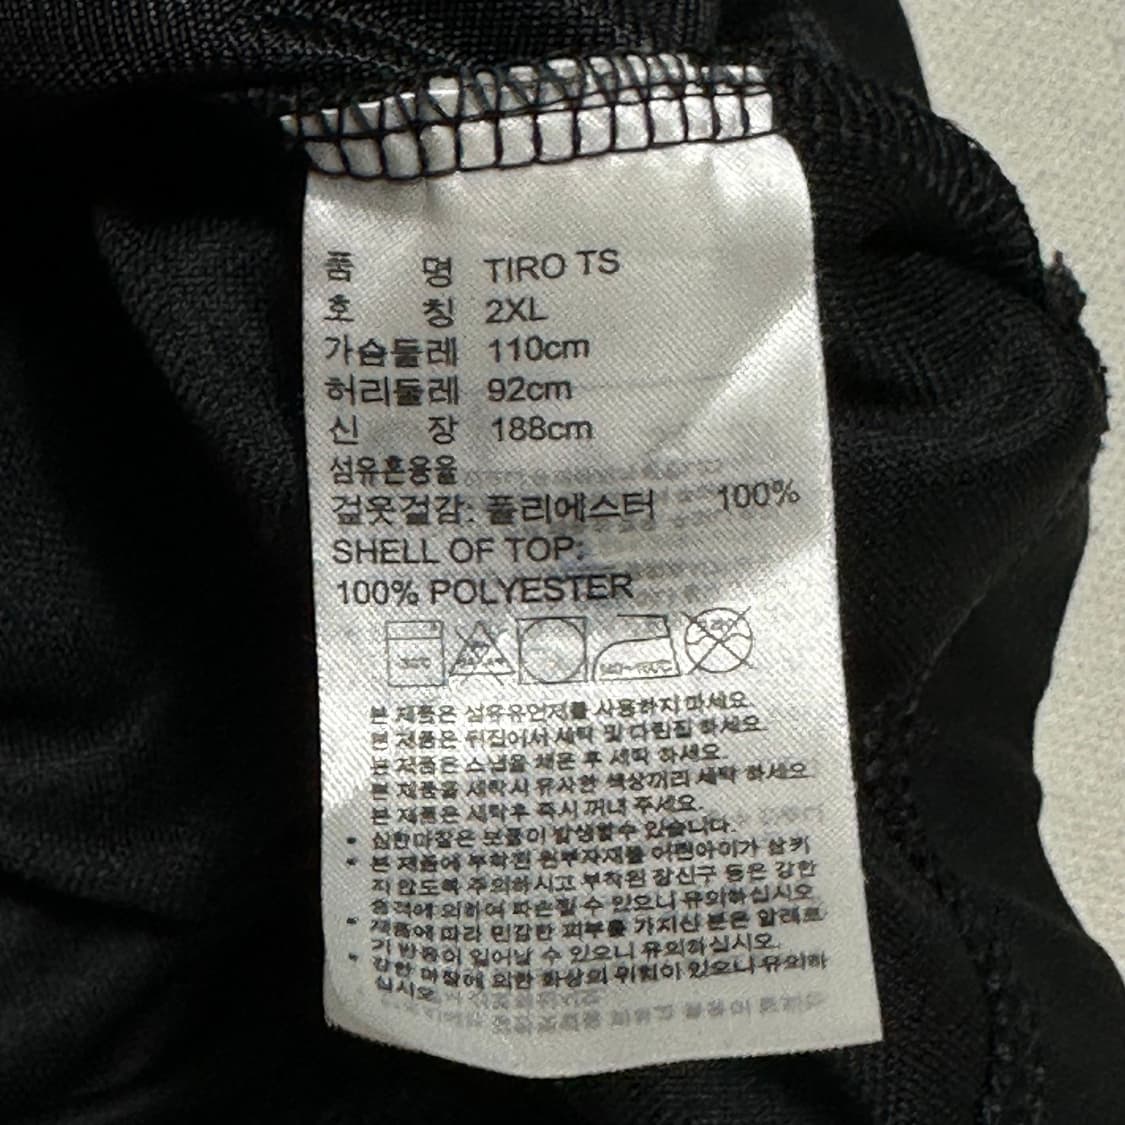 품 명 TIRO TS
호 칭 2XL
가슴둘레 110cm
허리둘레 92cm
신 장 188cm
섬유혼용율
겉옷겉감: 폴리에스터 100%
SHELL OF TOP:
100% POLYESTER
30℃
140~160℃
드라이
본 제품은 섬유유연제를 사용하지 마세요.
본 제품은 뒤집어서 세탁 및 다림질 하세요.
본 제품은 스냅을 채운 후 세탁 하세요.
본 제품을 세탁시 유사한 색상끼리 세탁 하세요.
본 제품은 세탁후 즉시 꺼내 주세요.
* 심한마찰은 보풀이 발생할수 있습니다.
* 본 제품에 부착된 원부자재를 어린아이가 삼키
지 않도록 주의하시고 부착된 장신구 등은 강한
충격에 의하여 파손될 수 있으니 유의하십시오
* 제품에 따라 민감한 피부를 가지신 분은 알레르
기 반응이 일어날 수 있으니 유의하십시오.
* 강한 마찰에 의한 화상의 위험이 있으니 유의하
십시오